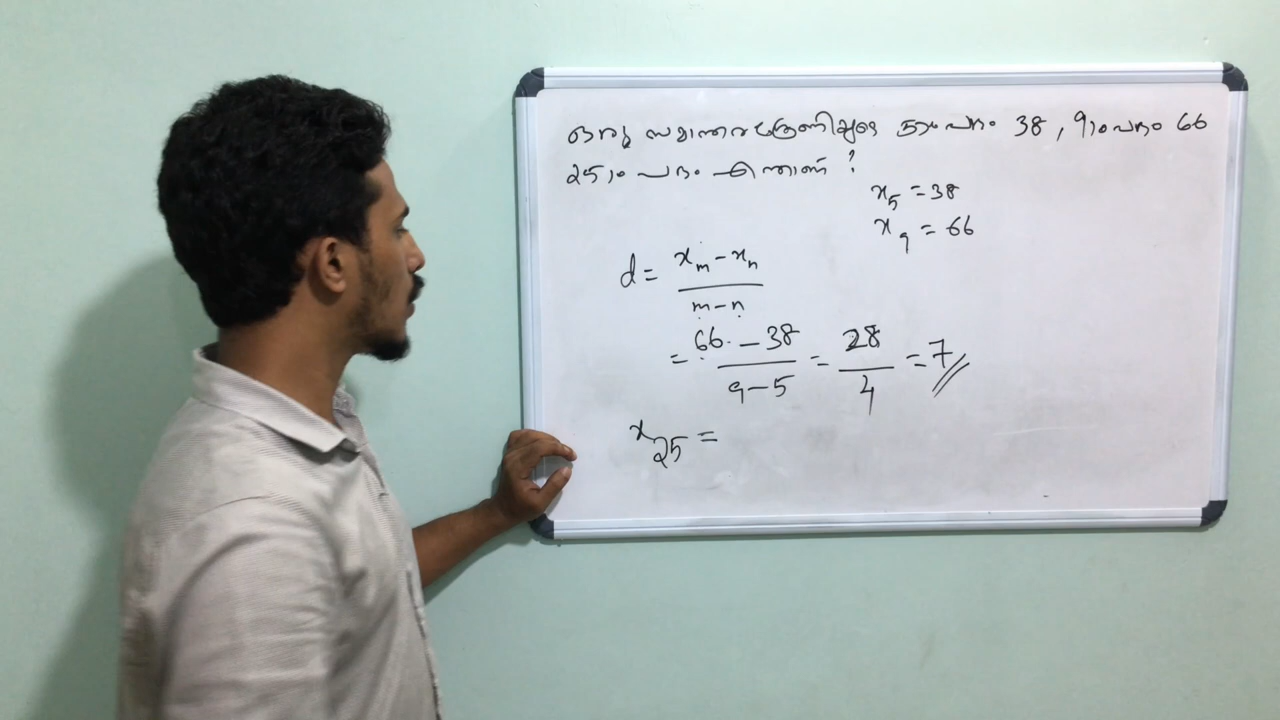 ഒരു സമാന്തരശ്രേണിയുടെ 5ാം പദം 38 , 9ാം പദം 66
25ാം പദം എന്താണ് ?
x₅ = 38
x₉ = 66
d = (xₘ - xₙ)/(m - n)
= (66 - 38)/(9 - 5) = 28/4 = 7
x₂₅ =